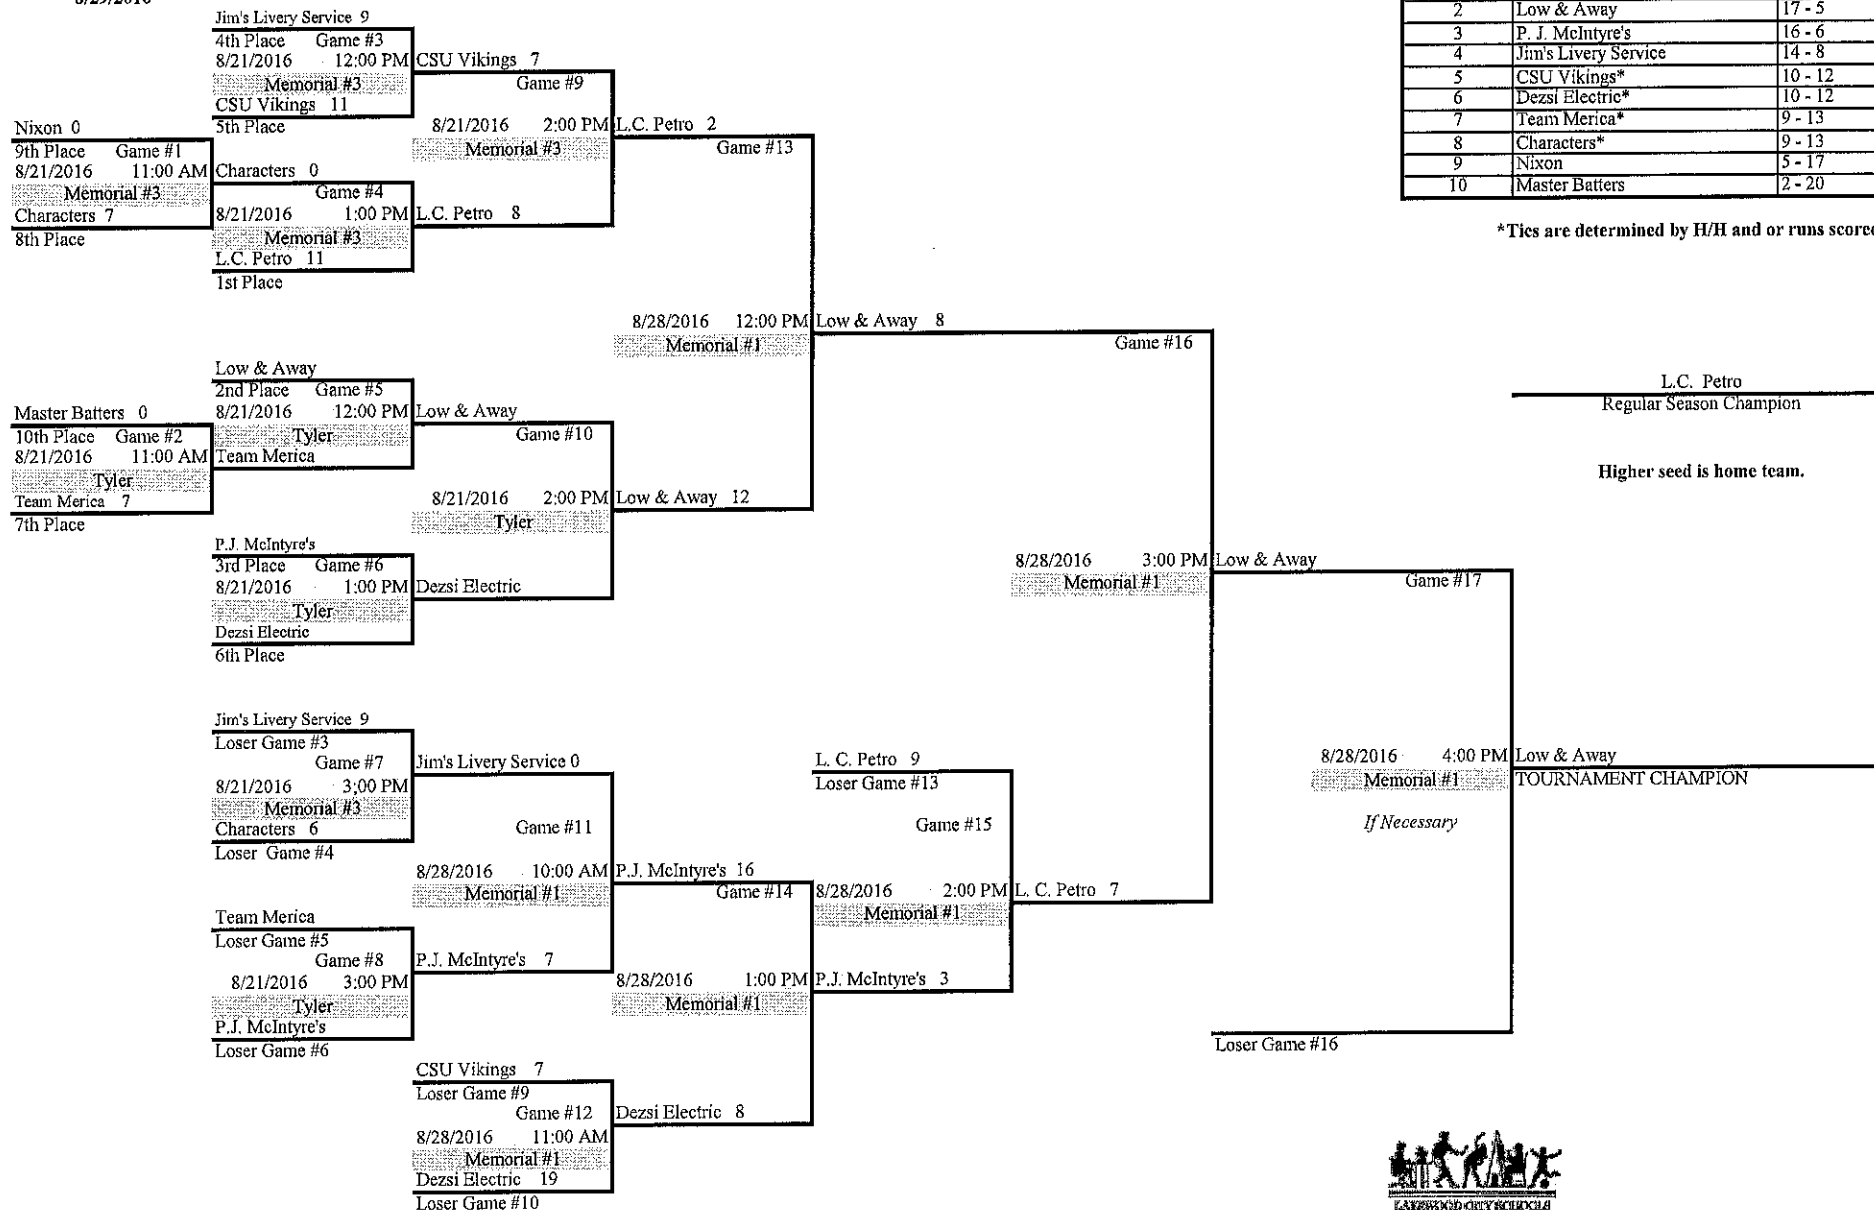 8/29/2016
Jim's Livery Service 9
4th Place Game #3
8/21/2016 12:00 PM
Memorial #3
CSU Vikings 11
5th Place
Nixon 0
9th Place Game #1
8/21/2016 11:00 AM
Memorial #3
Characters 7
8th Place
Characters 0
Game #4
8/21/2016 1:00 PM
Memorial #3
L.C. Petro 11
1st Place
CSU Vikings 7
Game #9
8/21/2016 2:00 PM
Memorial #3
L.C. Petro 8
L.C. Petro 2
Game #13
8/28/2016 12:00 PM
Memorial #1
Low & Away
2nd Place Game #5
8/21/2016 12:00 PM
Tyler
Team Merica
Master Batters 0
10th Place Game #2
8/21/2016 11:00 AM
Tyler
Team Merica 7
7th Place
Low & Away
Game #10
8/21/2016 2:00 PM
Tyler
Low & Away 12
P.J. McIntyre's
3rd Place Game #6
8/21/2016 1:00 PM
Tyler
Dezsi Electric
6th Place
Dezsi Electric
Low & Away 8
Game #16
8/28/2016 3:00 PM
Memorial #1
Low & Away
Game #17
Jim's Livery Service 9
Loser Game #3
Game #7
8/21/2016 3;00 PM
Memorial #3
Characters 6
Loser Game #4
Jim's Livery Service 0
Game #11
8/28/2016 10:00 AM
Memorial #1
P.J. McIntyre's 7
Team Merica
Loser Game #5
Game #8
8/21/2016 3:00 PM
Tyler
P.J. McIntyre's
Loser Game #6
P.J. McIntyre's 16
Game #14
8/28/2016 1:00 PM
Memorial #1
CSU Vikings 7
Loser Game #9
Game #12
8/28/2016 11:00 AM
Memorial #1
Dezsi Electric 19
Loser Game #10
Dezsi Electric 8
L. C. Petro 9
Loser Game #13
Game #15
8/28/2016 2:00 PM
Memorial #1
P.J. McIntyre's 3
L. C. Petro 7
Loser Game #16
8/28/2016 4:00 PM
Memorial #1
If Necessary
Low & Away
TOURNAMENT CHAMPION
2 Low & Away 17 - 5
3 P. J. McIntyre's 16 - 6
4 Jim's Livery Service 14 - 8
5 CSU Vikings* 10 - 12
6 Dezsi Electric* 10 - 12
7 Team Merica* 9 - 13
8 Characters* 9 - 13
9 Nixon 5 - 17
10 Master Batters 2 - 20
*Ties are determined by H/H and or runs scored
L.C. Petro
Regular Season Champion
Higher seed is home team.
LAKEWOOD CITY SCHOOLS